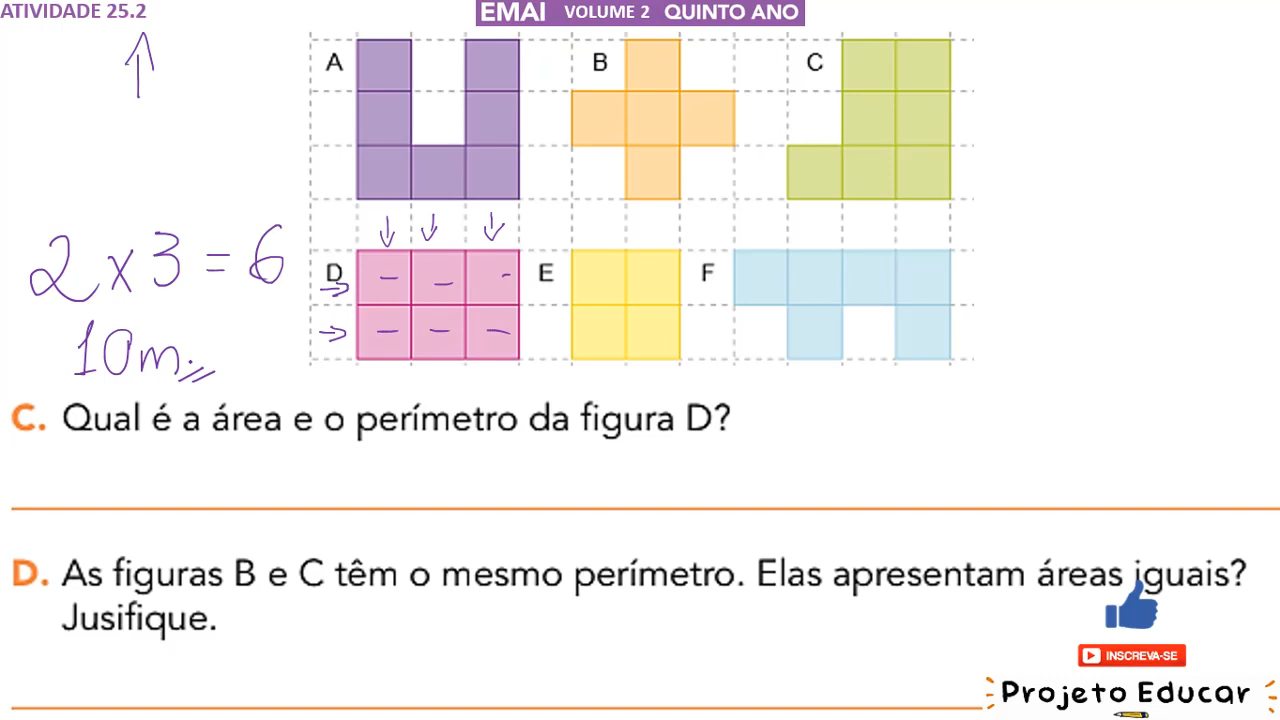 ATIVIDADE 25.2
EMAI VOLUME 2 QUINTO ANO
A
B
C
2 x 3 = 6
D
E
F
10m.
C. Qual é a área e o perímetro da figura D?
D. As figuras B e C têm o mesmo perímetro. Elas apresentam áreas iguais?
Jusifique.
INSCREVA-SE
Projeto Educar